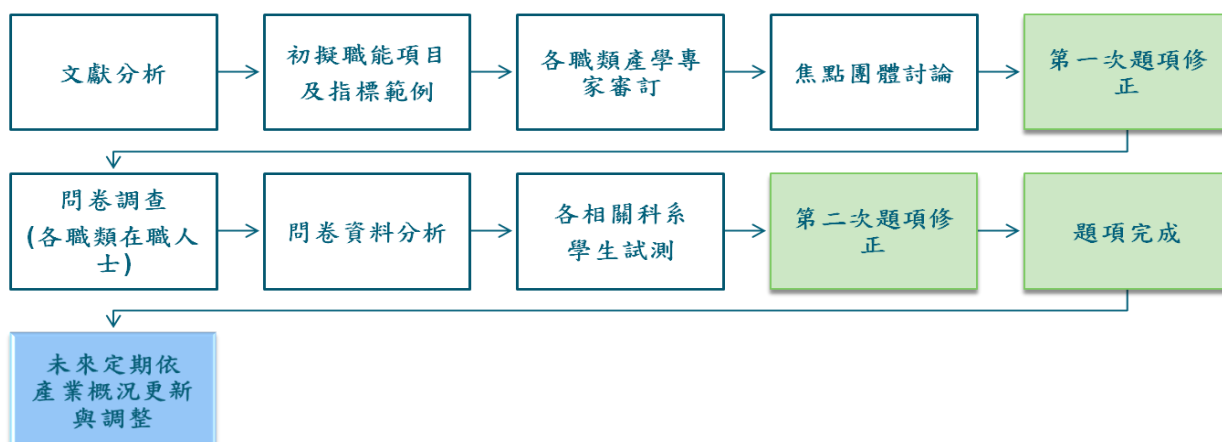 文獻分析
初擬職能項目
及指標範例
各職類產學專
家審訂
焦點團體討論
第一次題項修
正
問卷調查
(各職類在職人
士)
問卷資料分析
各相關科系
學生試測
第二次題項修
正
題項完成
未來定期依
產業概況更新
與調整